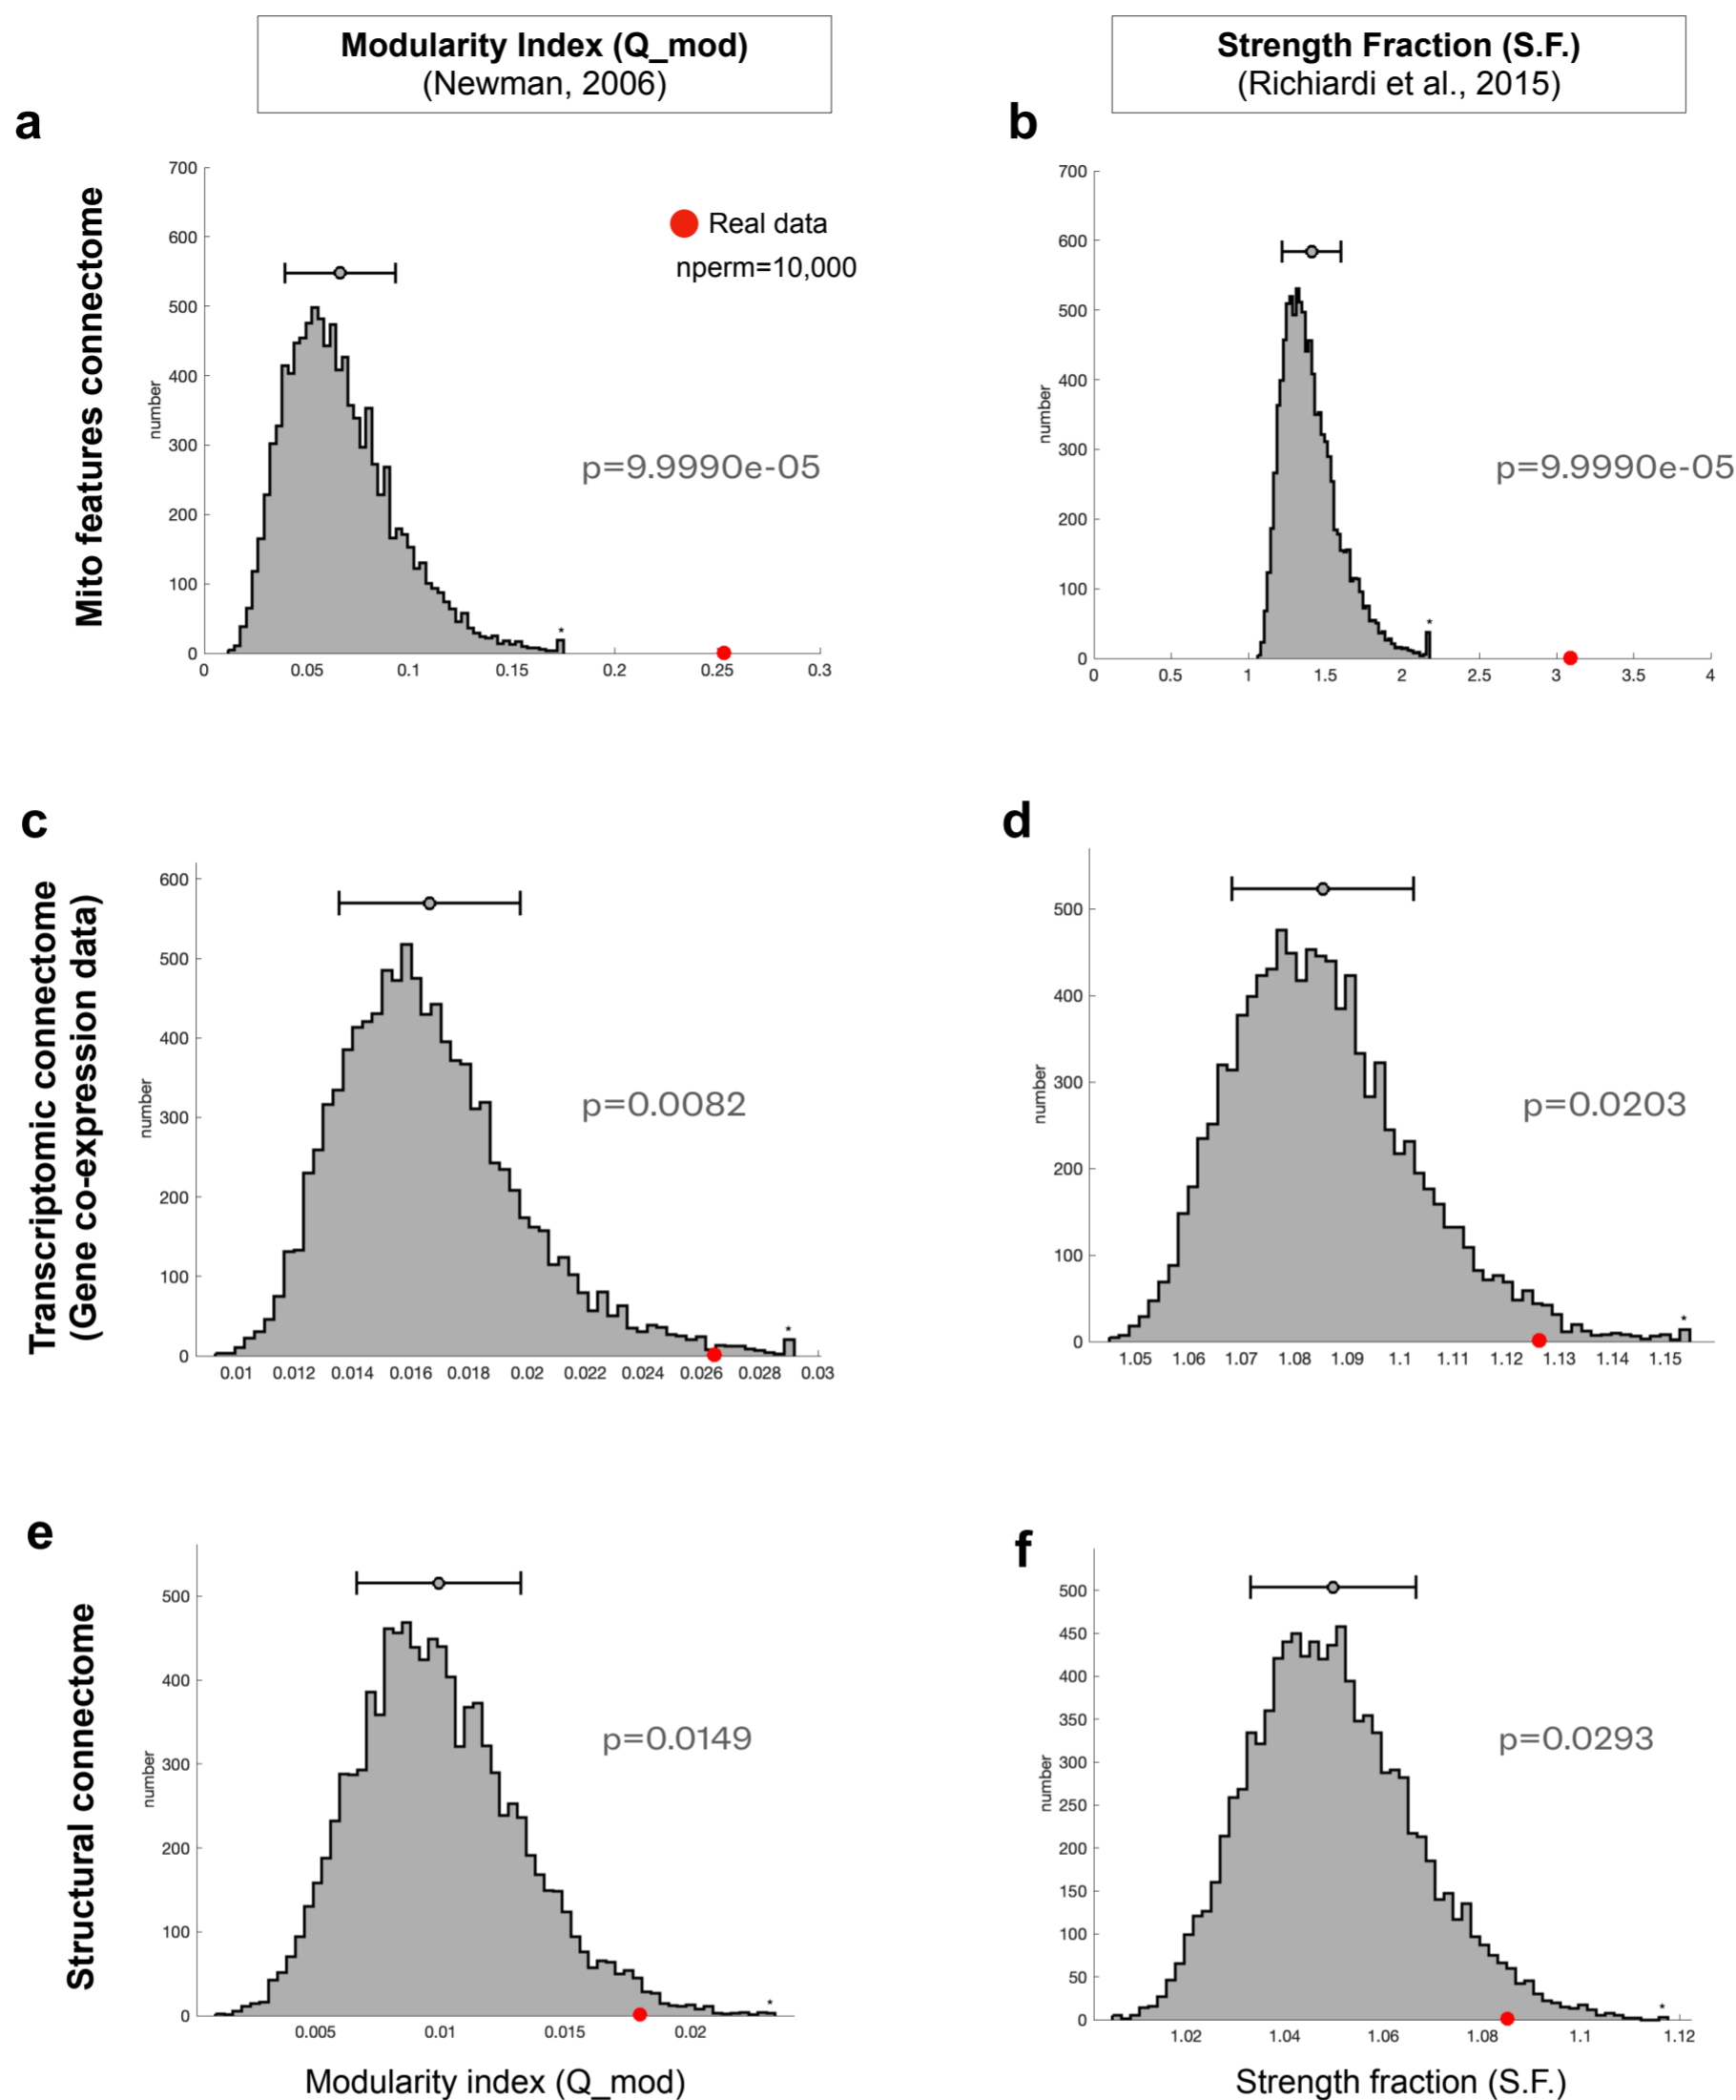 Modularity Index (Q_mod)
(Newman, 2006)
Strength Fraction (S.F.)
(Richiardi et al., 2015)
a
Mito features connectome
700
600
500
400
300
200
100
0
number
Real data
nperm=10,000
p=9.9990e-05
*
0 0.05 0.1 0.15 0.2 0.25 0.3
b
700
600
500
400
300
200
100
0
number
p=9.9990e-05
*
0 0.5 1 1.5 2 2.5 3 3.5 4
c
Transcriptomic connectome
(Gene co-expression data)
600
500
400
300
200
100
0
number
p=0.0082
*
0.01 0.012 0.014 0.016 0.018 0.02 0.022 0.024 0.026 0.028 0.03
d
500
400
300
200
100
0
number
p=0.0203
*
1.05 1.06 1.07 1.08 1.09 1.1 1.11 1.12 1.13 1.14 1.15
e
Structural connectome
500
400
300
200
100
0
number
p=0.0149
*
0.005 0.01 0.015 0.02
Modularity index (Q_mod)
f
500
450
400
350
300
250
200
150
100
50
0
number
p=0.0293
*
1.02 1.04 1.06 1.08 1.1 1.12
Strength fraction (S.F.)